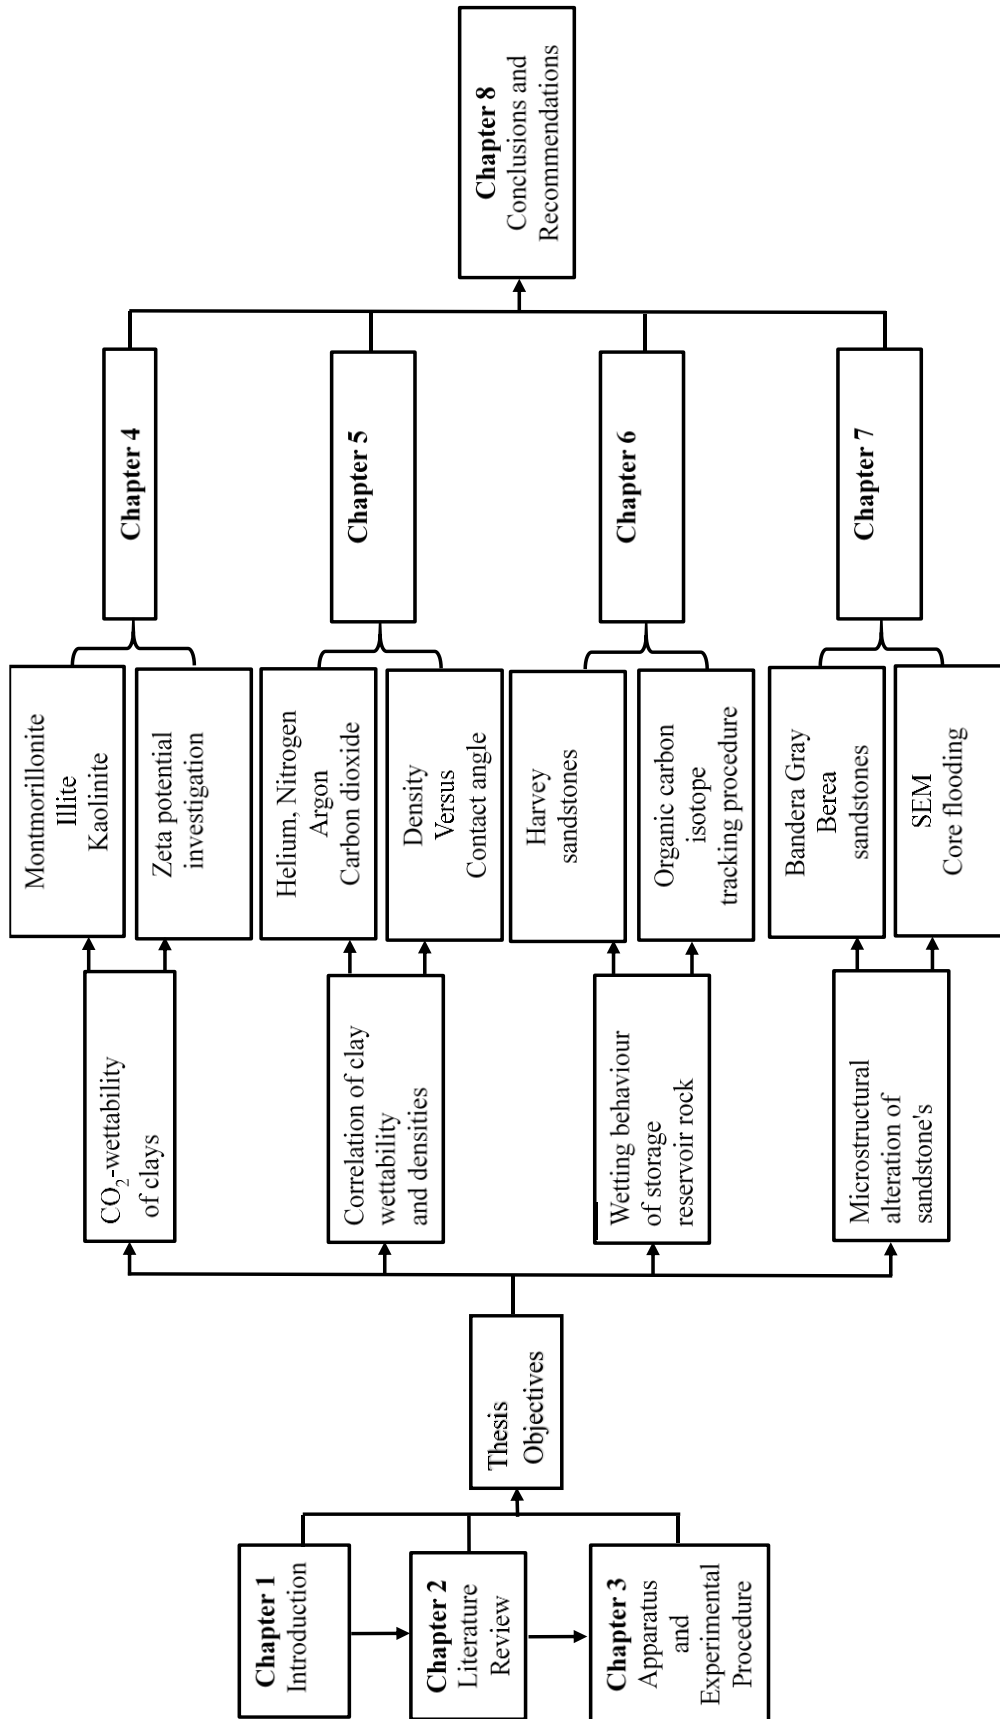 Chapter 1
Introduction
Chapter 2
Literature
Review
Chapter 3
Apparatus
and
Experimental
Procedure
Thesis
Objectives
CO₂-wettability
of clays
Correlation of clay
wettability
and densities
Wetting behaviour
of storage
reservoir rock
Microstructural
alteration of
sandstone's
Montmorillonite
Illite
Kaolinite
Zeta potential
investigation
Helium, Nitrogen
Argon
Carbon dioxide
Density
Versus
Contact angle
Harvey
sandstones
Organic carbon
isotope
tracking procedure
Bandera Gray
Berea
sandstones
SEM
Core flooding
Chapter 4
Chapter 5
Chapter 6
Chapter 7
Chapter 8
Conclusions and
Recommendations